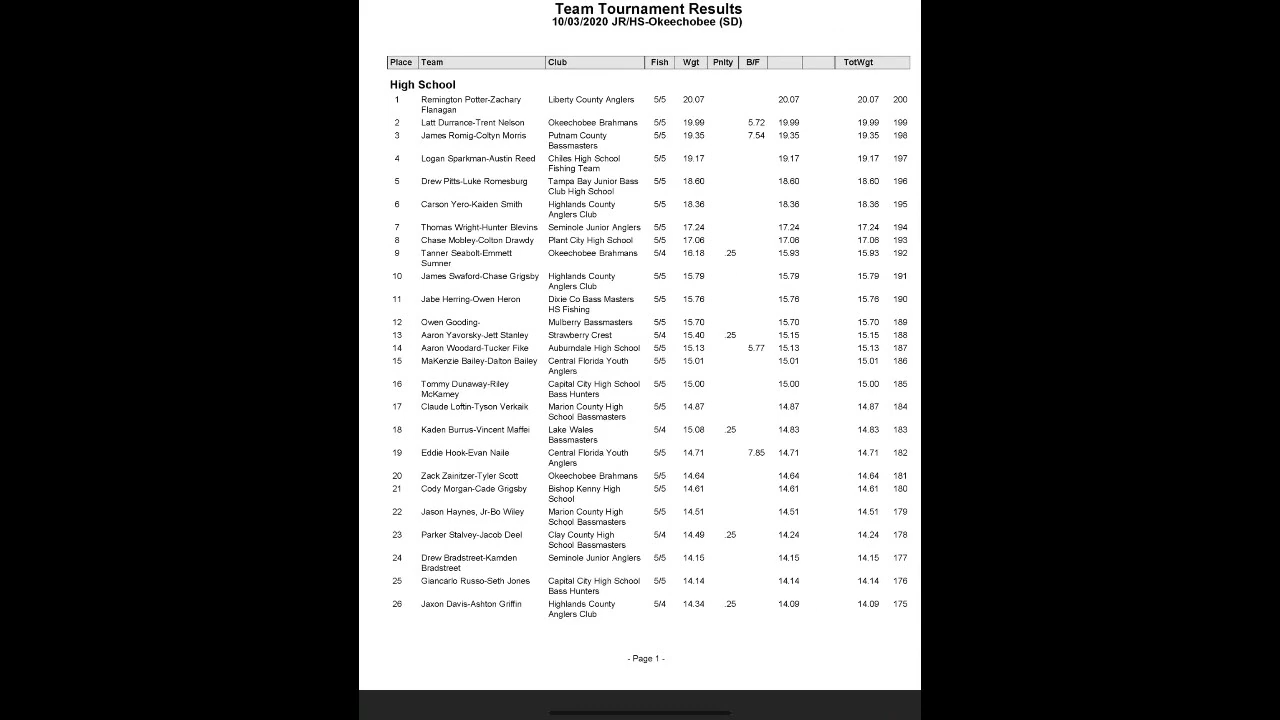 Team Tournament Results
10/03/2020 JR/HS-Okeechobee (SD)
Place Team Club Fish Wgt Pnlty B/F TotWgt
High School
1 Remington Potter-Zachary Liberty County Anglers 5/5 20.07 20.07 20.07 200
Flanagan
2 Latt Durrance-Trent Nelson Okeechobee Brahmans 5/5 19.99 5.72 19.99 19.99 199
3 James Romig-Coltyn Morris Putnam County 5/5 19.35 7.54 19.35 19.35 198
Bassmasters
4 Logan Sparkman-Austin Reed Chiles High School 5/5 19.17 19.17 19.17 197
Fishing Team
5 Drew Pitts-Luke Romesburg Tampa Bay Junior Bass 5/5 18.60 18.60 18.60 196
Club High School
6 Carson Yero-Kaiden Smith Highlands County 5/5 18.36 18.36 18.36 195
Anglers Club
7 Thomas Wright-Hunter Blevins Seminole Junior Anglers 5/5 17.24 17.24 17.24 194
8 Chase Mobley-Colton Drawdy Plant City High School 5/5 17.06 17.06 17.06 193
9 Tanner Seabolt-Emmett Okeechobee Brahmans 5/4 16.18 .25 15.93 15.93 192
Sumner
10 James Swaford-Chase Grigsby Highlands County 5/5 15.79 15.79 15.79 191
Anglers Club
11 Jabe Herring-Owen Heron Dixie Co Bass Masters 5/5 15.76 15.76 15.76 190
HS Fishing
12 Owen Gooding- Mulberry Bassmasters 5/5 15.70 15.70 15.70 189
13 Aaron Yavorsky-Jett Stanley Strawberry Crest 5/4 15.40 .25 15.15 15.15 188
14 Aaron Woodard-Tucker Fike Auburndale High School 5/5 15.13 5.77 15.13 15.13 187
15 MaKenzie Bailey-Dalton Bailey Central Florida Youth 5/5 15.01 15.01 15.01 186
Anglers
16 Tommy Dunaway-Riley Capital City High School 5/5 15.00 15.00 15.00 185
McKamey Bass Hunters
17 Claude Loftin-Tyson Verkaik Marion County High 5/5 14.87 14.87 14.87 184
School Bassmasters
18 Kaden Burrus-Vincent Maffei Lake Wales 5/4 15.08 .25 14.83 14.83 183
Bassmasters
19 Eddie Hook-Evan Naile Central Florida Youth 5/5 14.71 7.85 14.71 14.71 182
Anglers
20 Zack Zainitzer-Tyler Scott Okeechobee Brahmans 5/5 14.64 14.64 14.64 181
21 Cody Morgan-Cade Grigsby Bishop Kenny High 5/5 14.61 14.61 14.61 180
School
22 Jason Haynes, Jr-Bo Wiley Marion County High 5/5 14.51 14.51 14.51 179
School Bassmasters
23 Parker Stalvey-Jacob Deel Clay County High 5/4 14.49 .25 14.24 14.24 178
School Bassmasters
24 Drew Bradstreet-Kamden Seminole Junior Anglers 5/5 14.15 14.15 14.15 177
Bradstreet
25 Giancarlo Russo-Seth Jones Capital City High School 5/5 14.14 14.14 14.14 176
Bass Hunters
26 Jaxon Davis-Ashton Griffin Highlands County 5/4 14.34 .25 14.09 14.09 175
Anglers Club
- Page 1 -